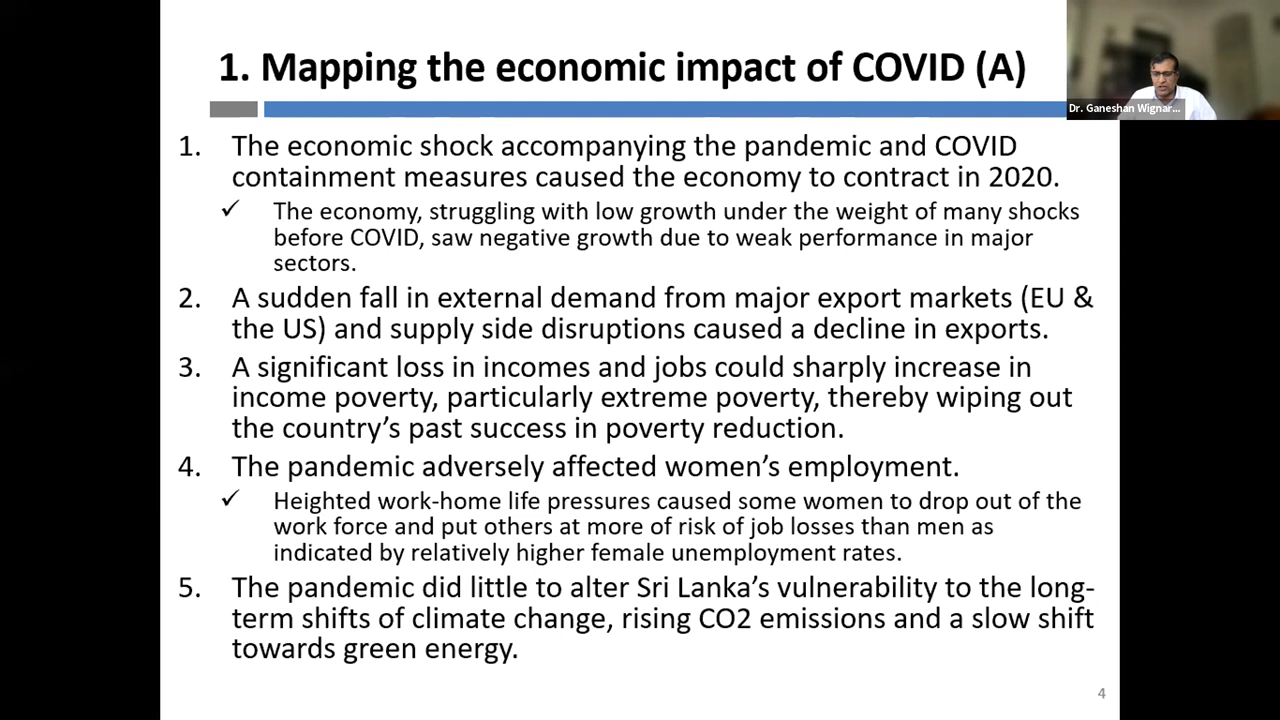 1. Mapping the economic impact of COVID (A)
Dr. Ganeshan Wignar...
1. The economic shock accompanying the pandemic and COVID
containment measures caused the economy to contract in 2020.
✓ The economy, struggling with low growth under the weight of many shocks
before COVID, saw negative growth due to weak performance in major
sectors.
2. A sudden fall in external demand from major export markets (EU &
the US) and supply side disruptions caused a decline in exports.
3. A significant loss in incomes and jobs could sharply increase in
income poverty, particularly extreme poverty, thereby wiping out
the country’s past success in poverty reduction.
4. The pandemic adversely affected women’s employment.
✓ Heighted work-home life pressures caused some women to drop out of the
work force and put others at more of risk of job losses than men as
indicated by relatively higher female unemployment rates.
5. The pandemic did little to alter Sri Lanka’s vulnerability to the long-
term shifts of climate change, rising CO2 emissions and a slow shift
towards green energy.
4